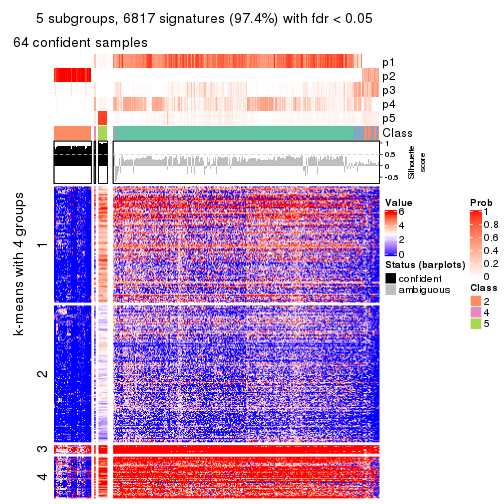 5 subgroups, 6817 signatures (97.4%) with fdr < 0.05
64 confident samples
p1
p2
p3
p4
p5
Class
1
0.5
0
-0.5
Silhouette
score
k-means with 4 groups
1
2
3
4
Value
6
4
2
0
Status (barplots)
confident
ambiguous
Prob
1
0.8
0.6
0.4
0.2
0
Class
2
4
5